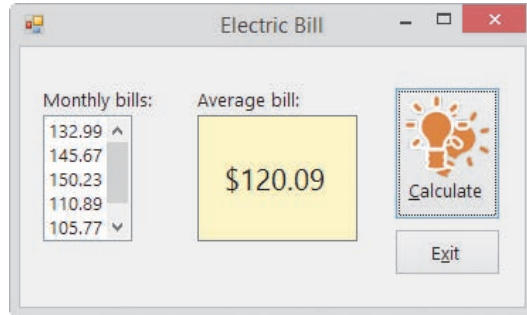 Electric Bill
Monthly bills:
132.99
145.67
150.23
110.89
105.77
Average bill:
$120.09
Calculate
Exit